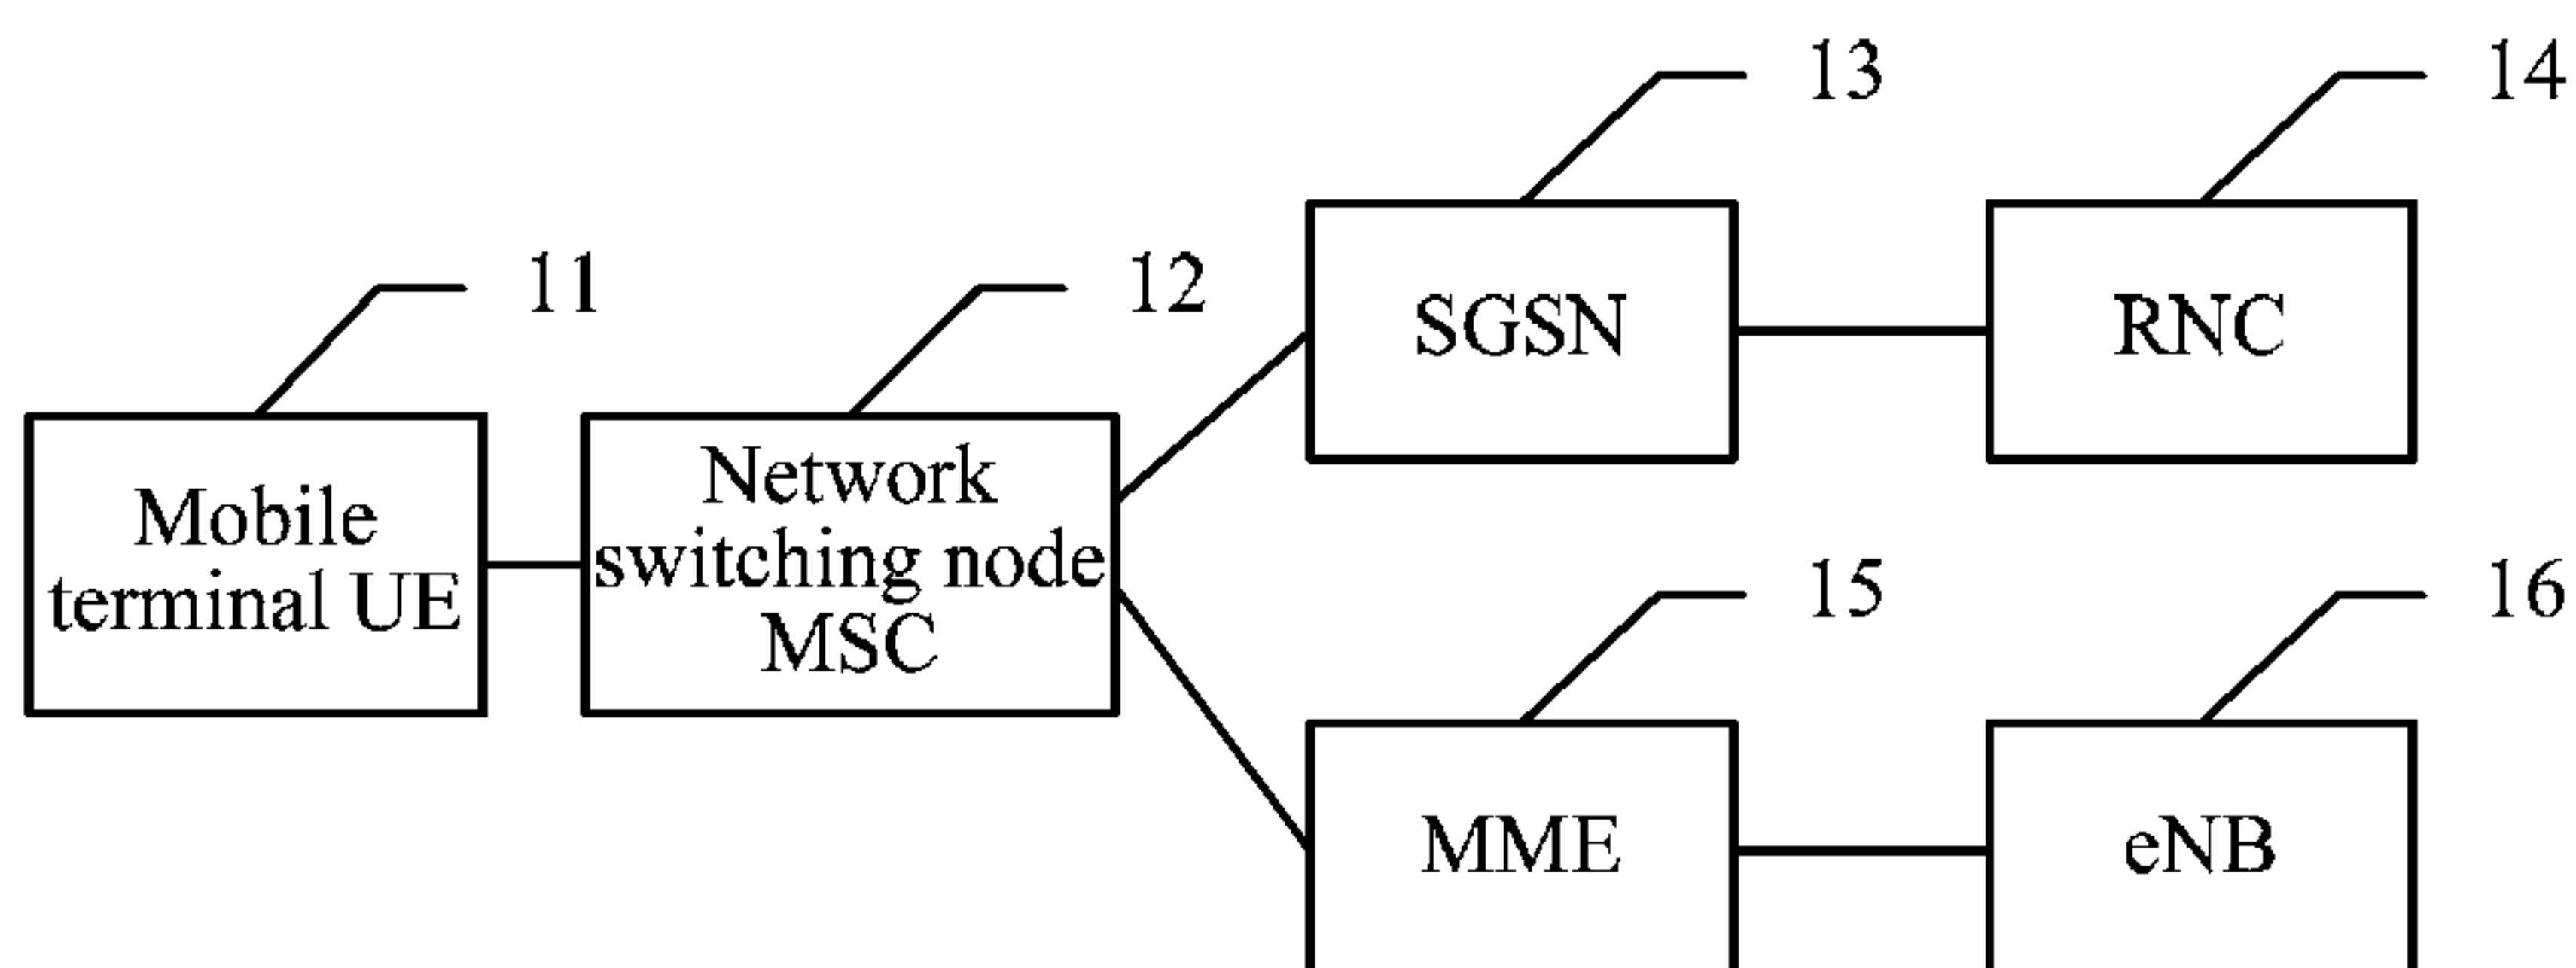 13
14
11
12
SGSN
RNC
Mobile
terminal UE
Network
switching node
MSC
15
16
MME
eNB